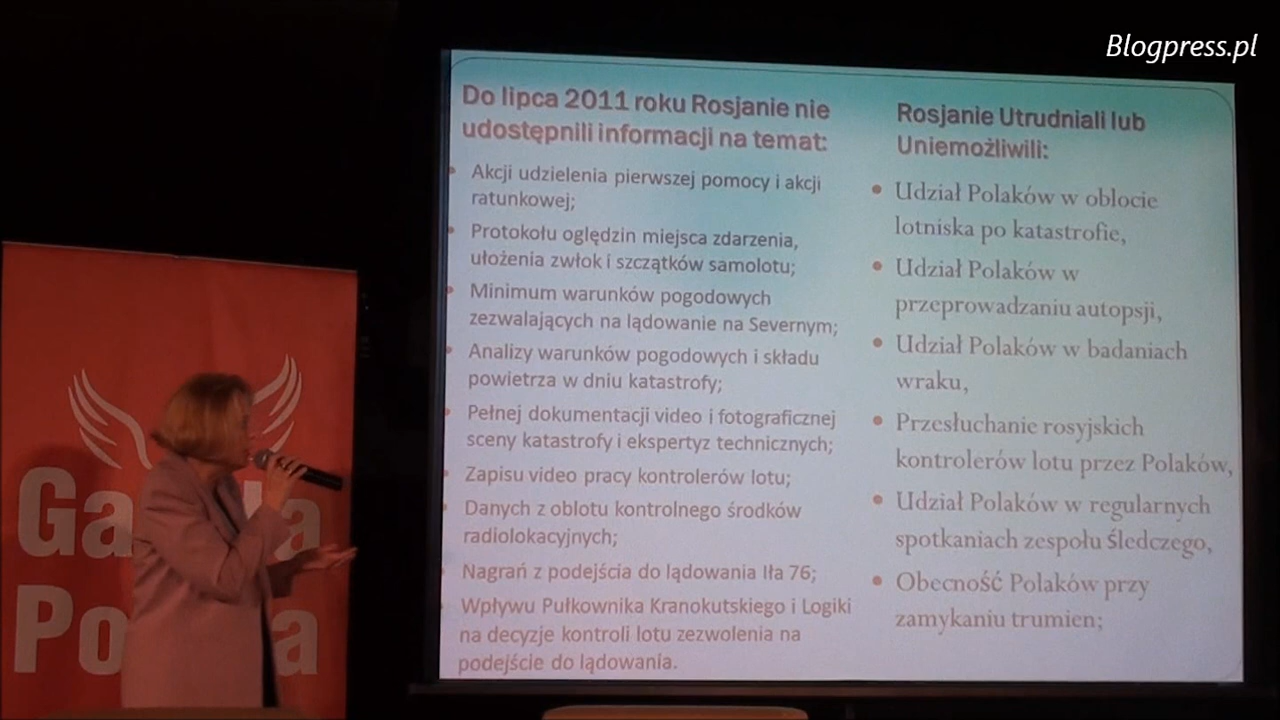 Blogpress.pl
Do lipca 2011 roku Rosjanie nie
udostępnili informacji na temat:
Akcji udzielenia pierwszej pomocy i akcji
ratunkowej;
Protokołu oględzin miejsca zdarzenia,
ułożenia zwłok i szczątków samolotu;
Minimum warunków pogodowych
zezwalających na lądowanie na Severnym;
Analizy warunków pogodowych i składu
powietrza w dniu katastrofy;
Pełnej dokumentacji video i fotograficznej
sceny katastrofy i ekspertyz technicznych;
Zapisu video pracy kontrolerów lotu;
Danych z oblotu kontrolnego środków
radiolokacyjnych;
Nagrań z podejścia do lądowania Iła 76;
Wpływu Pułkownika Kranokutskiego i Logiki
na decyzje kontroli lotu zezwolenia na
podejście do lądowania.
Rosjanie Utrudniali lub
Uniemożliwili:
Udział Polaków w oblocie
lotniska po katastrofie,
Udział Polaków w
przeprowadzaniu autopsji,
Udział Polaków w badaniach
wraku,
Przesłuchanie rosyjskich
kontrolerów lotu przez Polaków,
Udział Polaków w regularnych
spotkaniach zespołu śledczego,
Obecność Polaków przy
zamykaniu trumien;